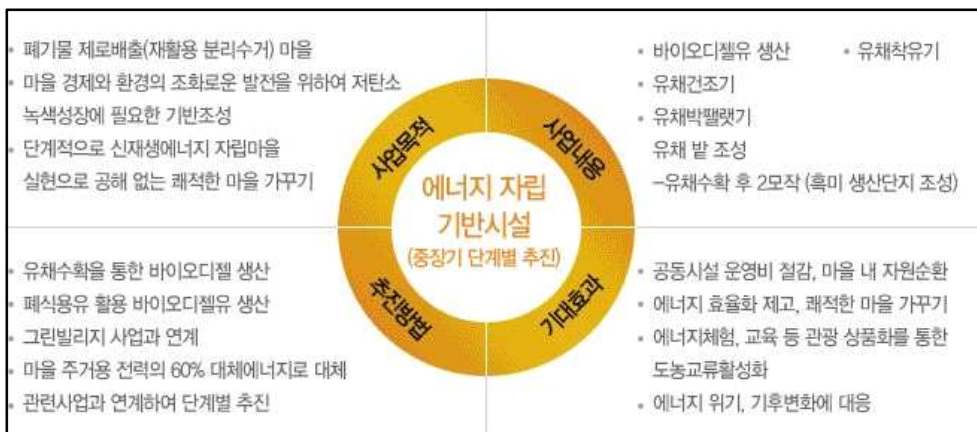 • 폐기물 제로배출(재활용 분리수거) 마을
• 마을 경제와 환경의 조화로운 발전을 위하여 저탄소
녹색성장에 필요한 기반조성
• 단계적으로 신재생에너지 자립마을
실현으로 공해 없는 쾌적한 마을 가꾸기
• 바이오디젤유 생산 • 유채착유기
• 유채건조기
• 유채박팰랫기
유채 밭 조성
-유채수확 후 2모작 (흑미 생산단지 조성)
사업목적
사업내용
에너지 자립
기반시설
(중장기 단계별 추진)
추진방법
기대효과
• 유채수확을 통한 바이오디젤 생산
• 폐식용유 활용 바이오디젤유 생산
• 그린빌리지 사업과 연계
• 마을 주거용 전력의 60% 대체에너지로 대체
• 관련사업과 연계하여 단계별 추진
• 공동시설 운영비 절감, 마을 내 자원순환
• 에너지 효율화 제고, 쾌적한 마을 가꾸기
• 에너지체험, 교육 등 관광 상품화를 통한
도농교류활성화
• 에너지 위기, 기후변화에 대응